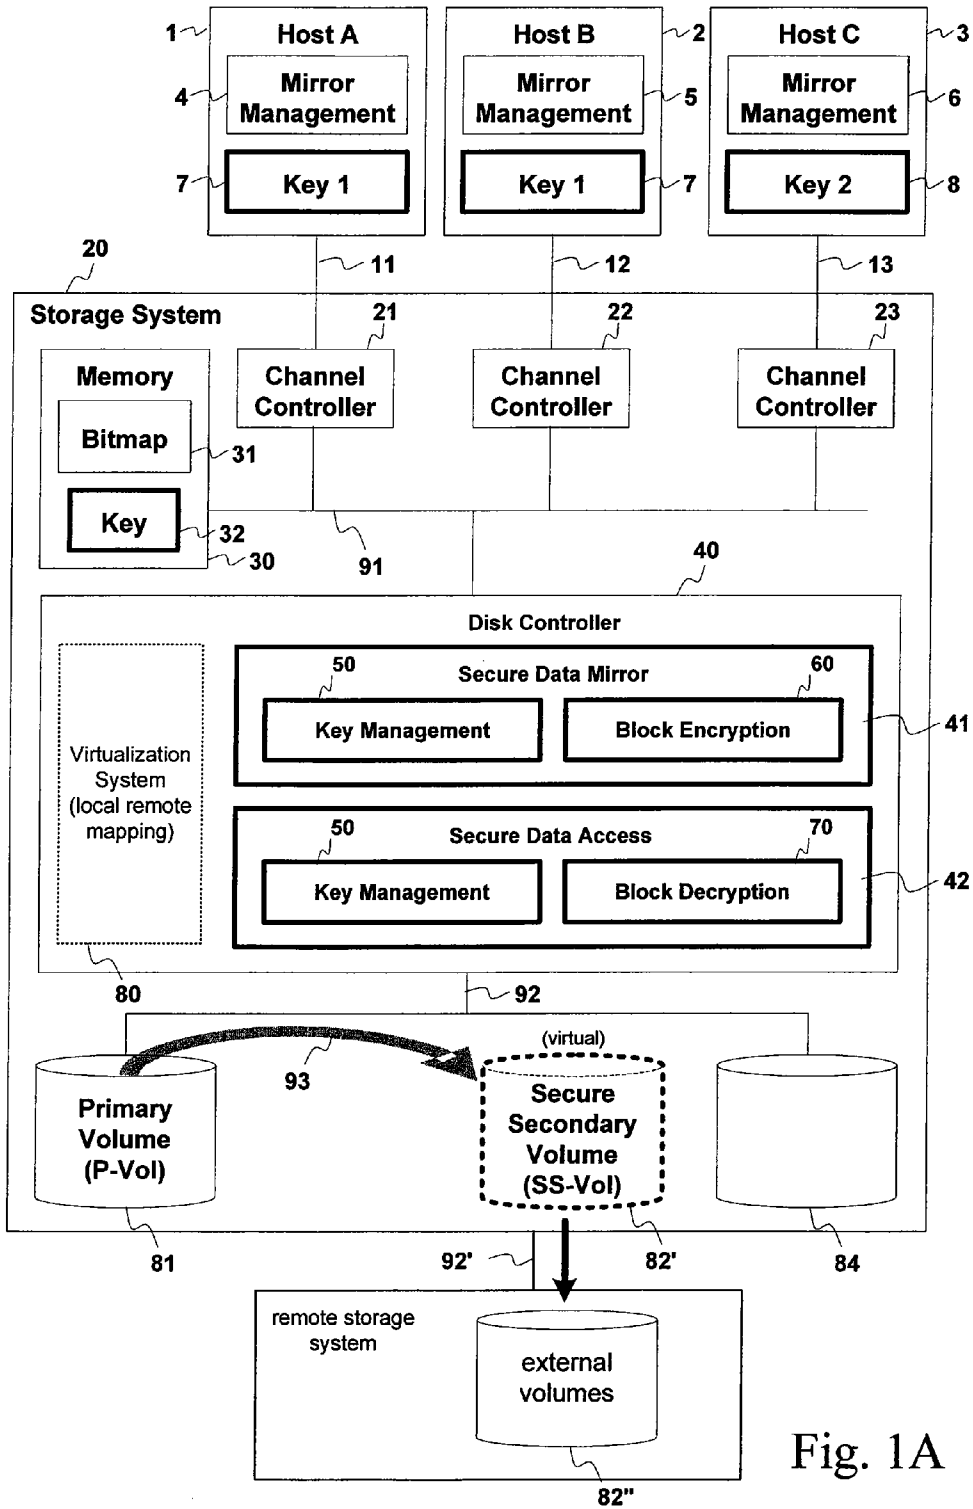 1
Host A
Host B
2
Host C
3
4
Mirror
Management
Mirror
Management
5
Mirror
Management
6
7
Key 1
Key 1
7
Key 2
8
11
12
13
20
Storage System
21
22
23
Memory
Channel
Controller
Channel
Controller
Channel
Controller
Bitmap
31
Key
32
30
91
40
Disk Controller
50
Secure Data Mirror
60
Key Management
Block Encryption
41
Virtualization
System
(local remote
mapping)
50
Secure Data Access
70
Key Management
Block Decryption
42
80
92
(virtual)
93
Primary
Volume
(P-Vol)
Secure
Secondary
Volume
(SS-Vol)
81
92'
82'
84
remote storage
system
external
volumes
82"
Fig. 1A